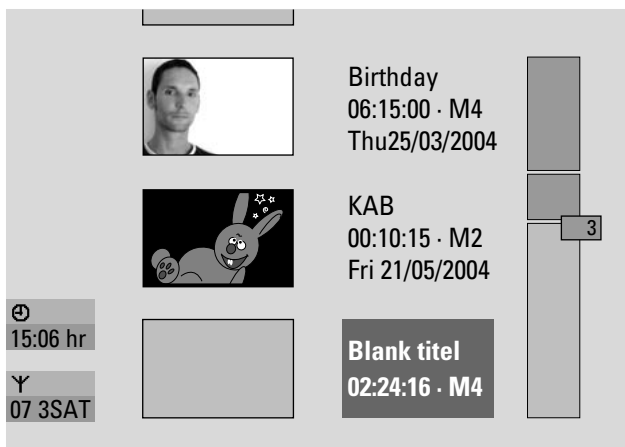 Birthday
06:15:00 · M4
Thu25/03/2004
KAB
00:10:15 · M2
Fri 21/05/2004
3
15:06 hr
Blank titel
02:24:16 · M4
07 3SAT